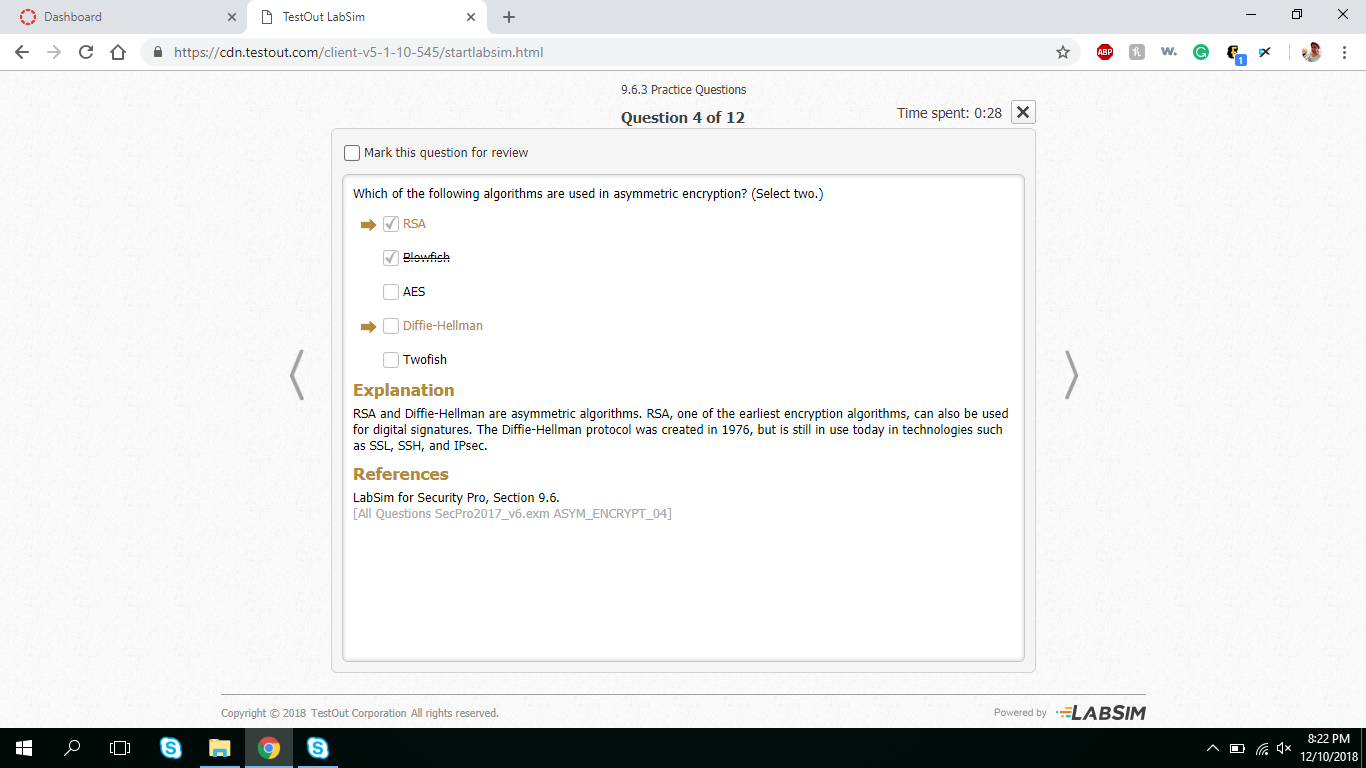 Dashboard
TestOut LabSim
https://cdn.testout.com/client-v5-1-10-545/startlabsim.html
ABP
w.
1
9.6.3 Practice Questions
Question 4 of 12
Time spent: 0:28
Mark this question for review
Which of the following algorithms are used in asymmetric encryption? (Select two.)
RSA
Blowfish
AES
Diffie-Hellman
Twofish
Explanation
RSA and Diffie-Hellman are asymmetric algorithms. RSA, one of the earliest encryption algorithms, can also be used
for digital signatures. The Diffie-Hellman protocol was created in 1976, but is still in use today in technologies such
as SSL, SSH, and IPsec.
References
LabSim for Security Pro, Section 9.6.
[All Questions SecPro2017_v6.exm ASYM_ENCRYPT_04]
Copyright © 2018 TestOut Corporation All rights reserved.
Powered by LABSIM
8:22 PM
12/10/2018